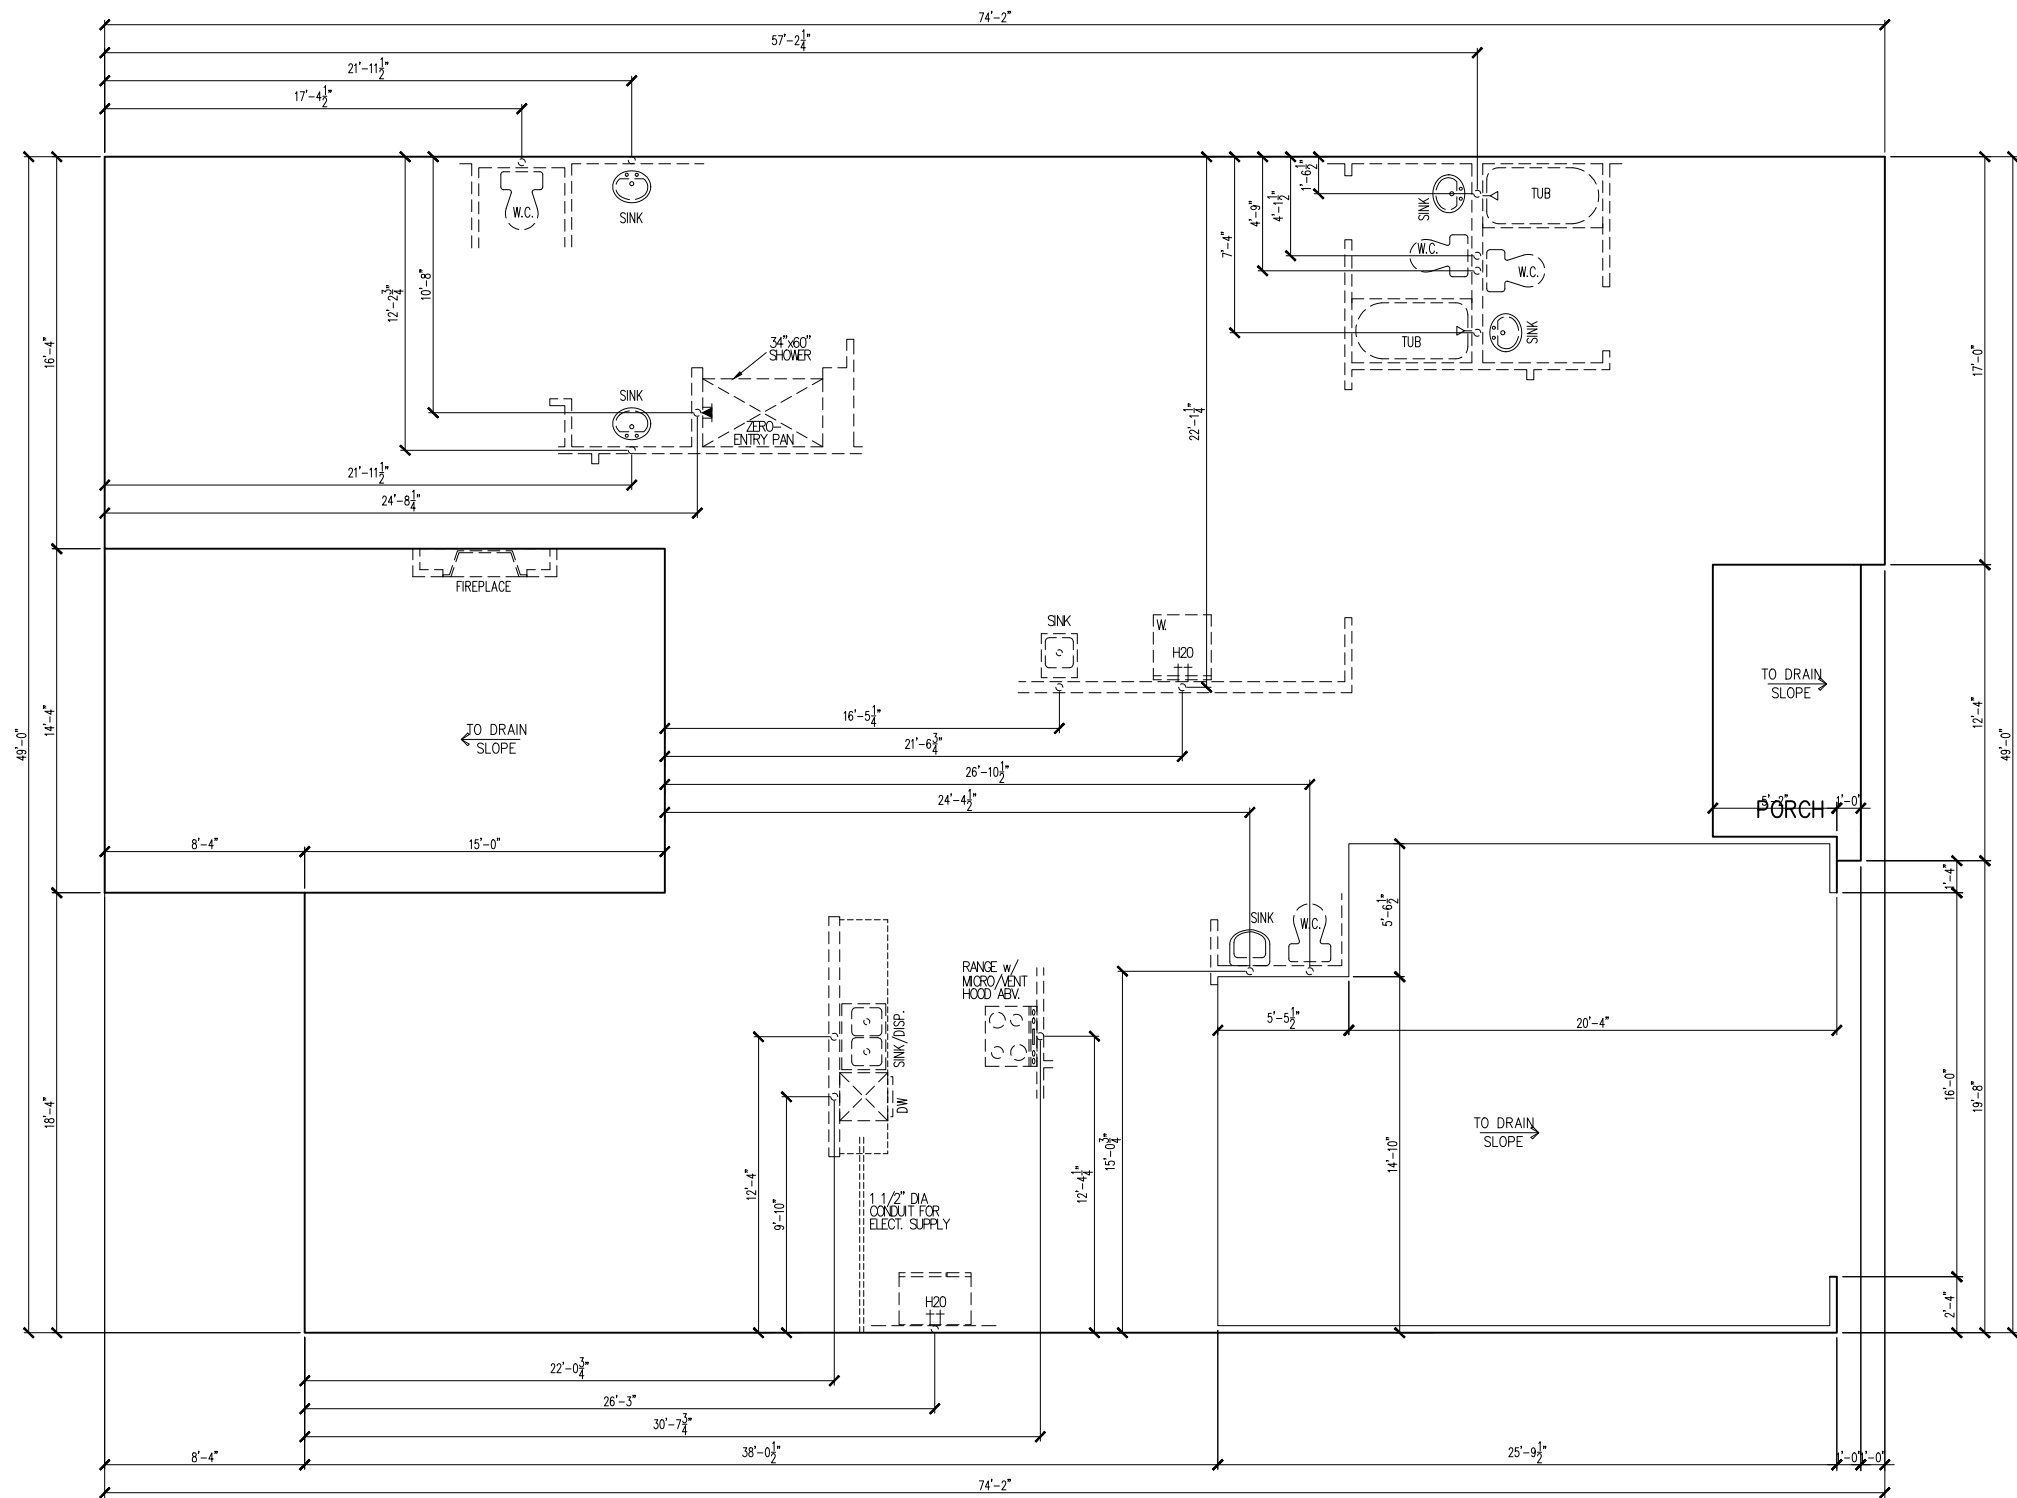 74'-2"
57'-2 1/4"
21'-11 1/2"
17'-4 1/2"
1'-6 1/2"
4'-1 1/2"
4'-9"
7'-4"
TUB
SINK
W.C.
SINK
W.C.
W.C.
SINK
TUB
10'-8"
12'-2 3/4"
16'-4"
17'-0"
34"x60"
SHOWER
SINK
ZERO-
ENTRY PAN
22'-1 1/4"
21'-11 1/2"
24'-8 1/4"
FIREPLACE
SINK
W.
H20
TO DRAIN
SLOPE
16'-5 1/4"
21'-6 3/4"
26'-10 1/2"
24'-4 1/2"
TO DRAIN
SLOPE
14'-4"
49'-0"
12'-4"
49'-0"
5'-2"
1'-0"
PORCH
8'-4"
15'-0"
1'-4"
5'-6 1/2"
SINK
W.C.
RANGE w/
MICRO/VENT
HOOD ABV.
SINK/DISP.
DW
5'-5 1/2"
20'-4"
18'-4"
16'-0"
19'-8"
12'-4"
9'-10"
12'-4 1/4"
15'-0 3/4"
14'-10"
TO DRAIN
SLOPE
1 1/2" DIA
CONDUIT FOR
ELECT. SUPPLY
H20
2'-4"
22'-0 3/4"
26'-3"
30'-7 3/4"
8'-4"
38'-0 1/2"
25'-9 1/2"
1'-0"
1'-0"
74'-2"